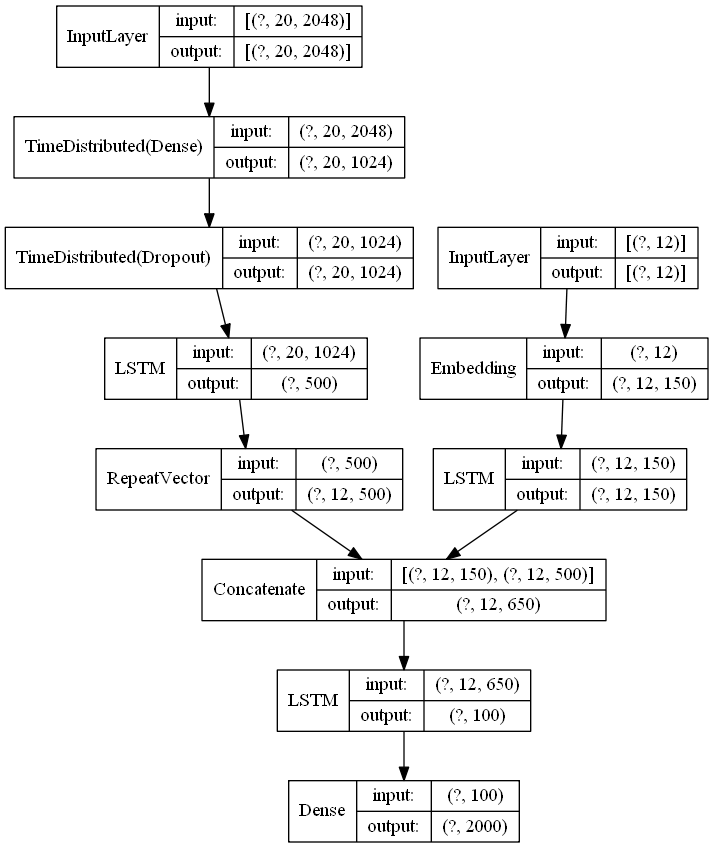 InputLayer
input: [(?, 20, 2048)]
output: [(?, 20, 2048)]
TimeDistributed(Dense)
input: (?, 20, 2048)
output: (?, 20, 1024)
TimeDistributed(Dropout)
input: (?, 20, 1024)
output: (?, 20, 1024)
InputLayer
input: [(?, 12)]
output: [(?, 12)]
LSTM
input: (?, 20, 1024)
output: (?, 500)
Embedding
input: (?, 12)
output: (?, 12, 150)
RepeatVector
input: (?, 500)
output: (?, 12, 500)
LSTM
input: (?, 12, 150)
output: (?, 12, 150)
Concatenate
input: [(?, 12, 150), (?, 12, 500)]
output: (?, 12, 650)
LSTM
input: (?, 12, 650)
output: (?, 100)
Dense
input: (?, 100)
output: (?, 2000)